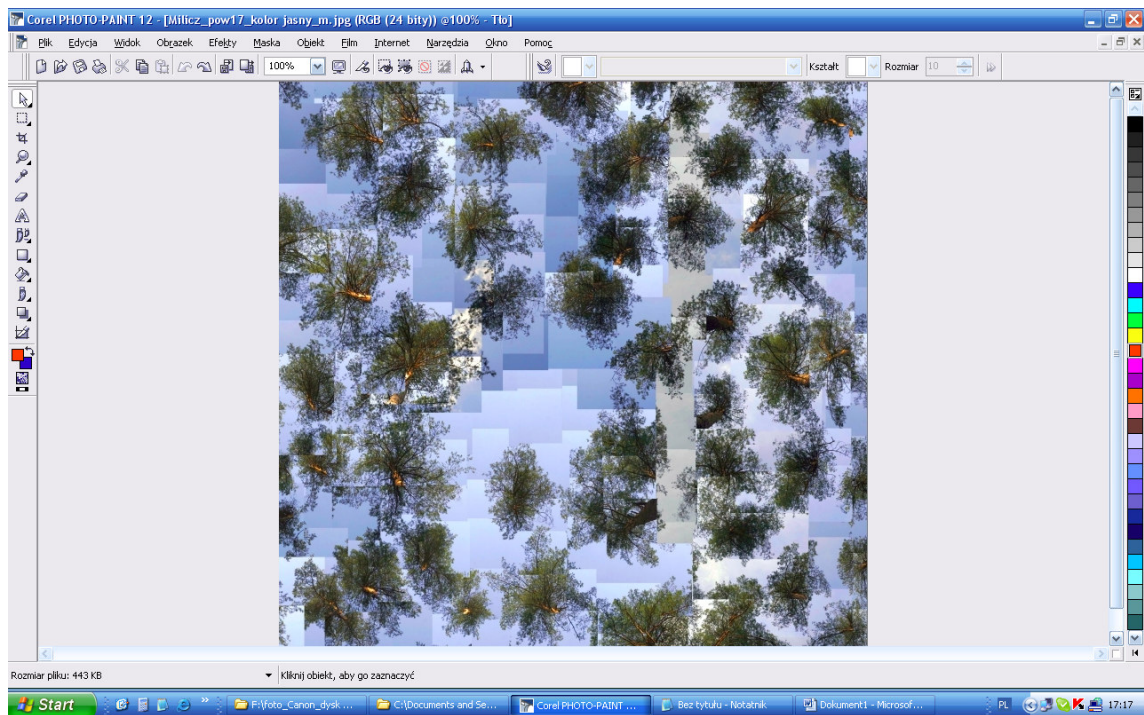 Corel PHOTO-PAINT 12 - [Milicz_pow17_kolor jasny_m.jpg (RGB (24 bity)) @100% - Tło]
Plik Edycja Widok Obrazek Efekty Maska Objekt Film Internet Narzędzia Okno Pomoc
100% Kształt Rozmiar 10
Rozmiar pliku: 443 KB Kliknij obiekt, aby go zaznaczyć
Start F:\foto_Canon_dysk ... C:\Documents and Se... Corel PHOTO-PAINT ... Bez tytułu - Notatnik Dokument1 - Microsof... PL 17:17